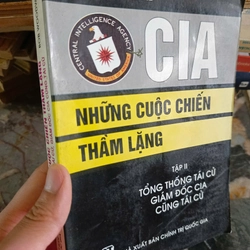 CENTRAL INTELLIGENCE AGENCY
CIA
NHỮNG CUỘC CHIẾN
THẦM LẶNG
TẬP II
TỔNG THỐNG TÁI CỬ
GIÁM ĐỐC CIA
CŨNG TÁI CỬ
XUẤT BẢN CHÍNH TRỊ QUỐC GIA